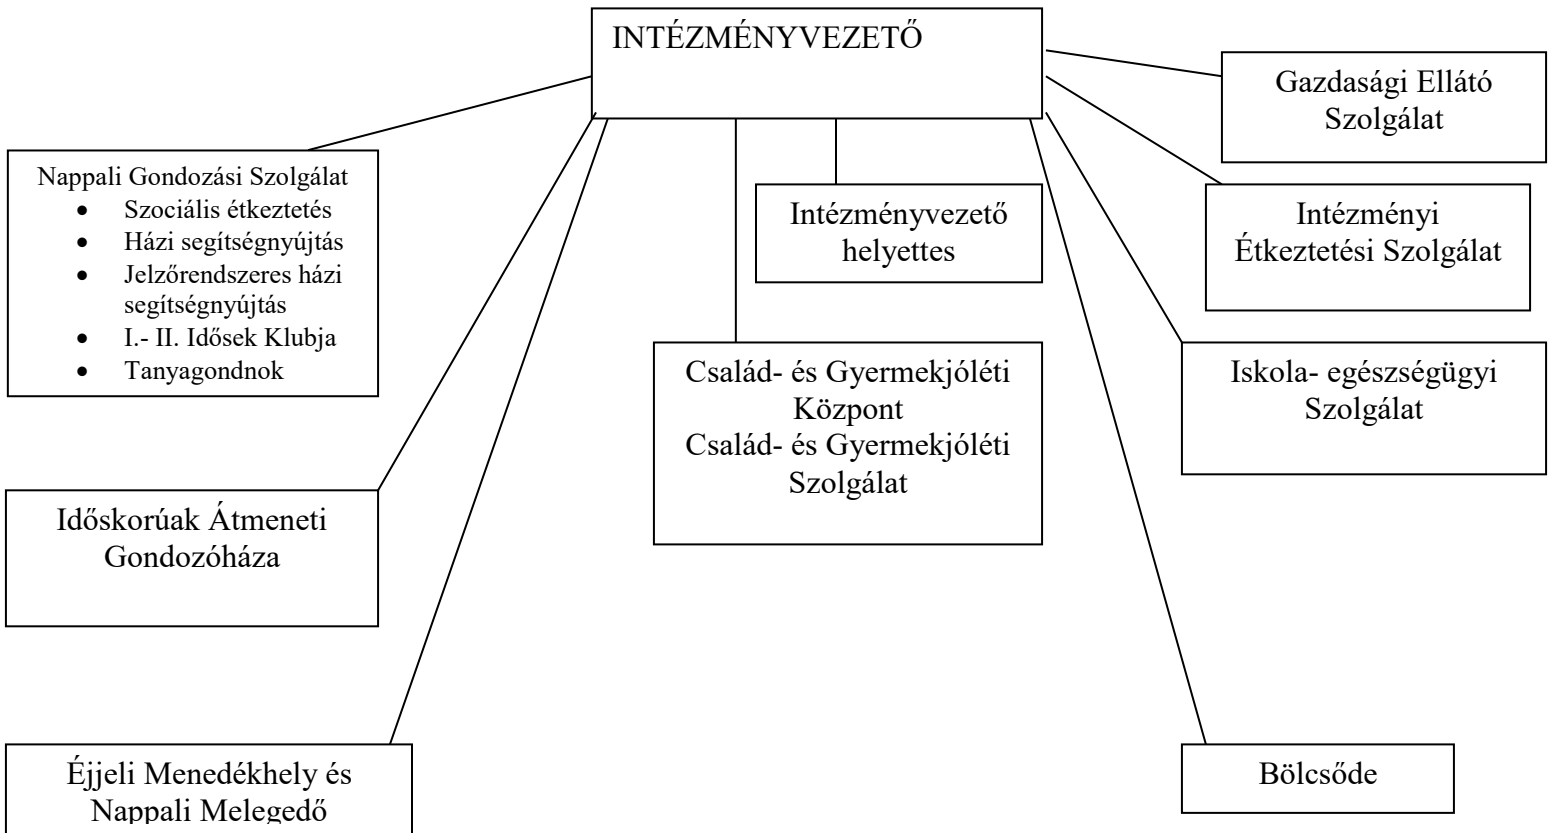 INTÉZMÉNYVEZETŐ
Gazdasági Ellátó
Szolgálat
Nappali Gondozási Szolgálat
• Szociális étkeztetés
• Házi segítségnyújtás
• Jelzőrendszeres házi
segítségnyújtás
• I.- II. Idősek Klubja
• Tanyagondnok
Intézményvezető
helyettes
Intézményi
Étkeztetési Szolgálat
Család- és Gyermekjóléti
Központ
Család- és Gyermekjóléti
Szolgálat
Iskola- egészségügyi
Szolgálat
Időskorúak Átmeneti
Gondozóháza
Éjjeli Menedékhely és
Nappali Melegedő
Bölcsőde